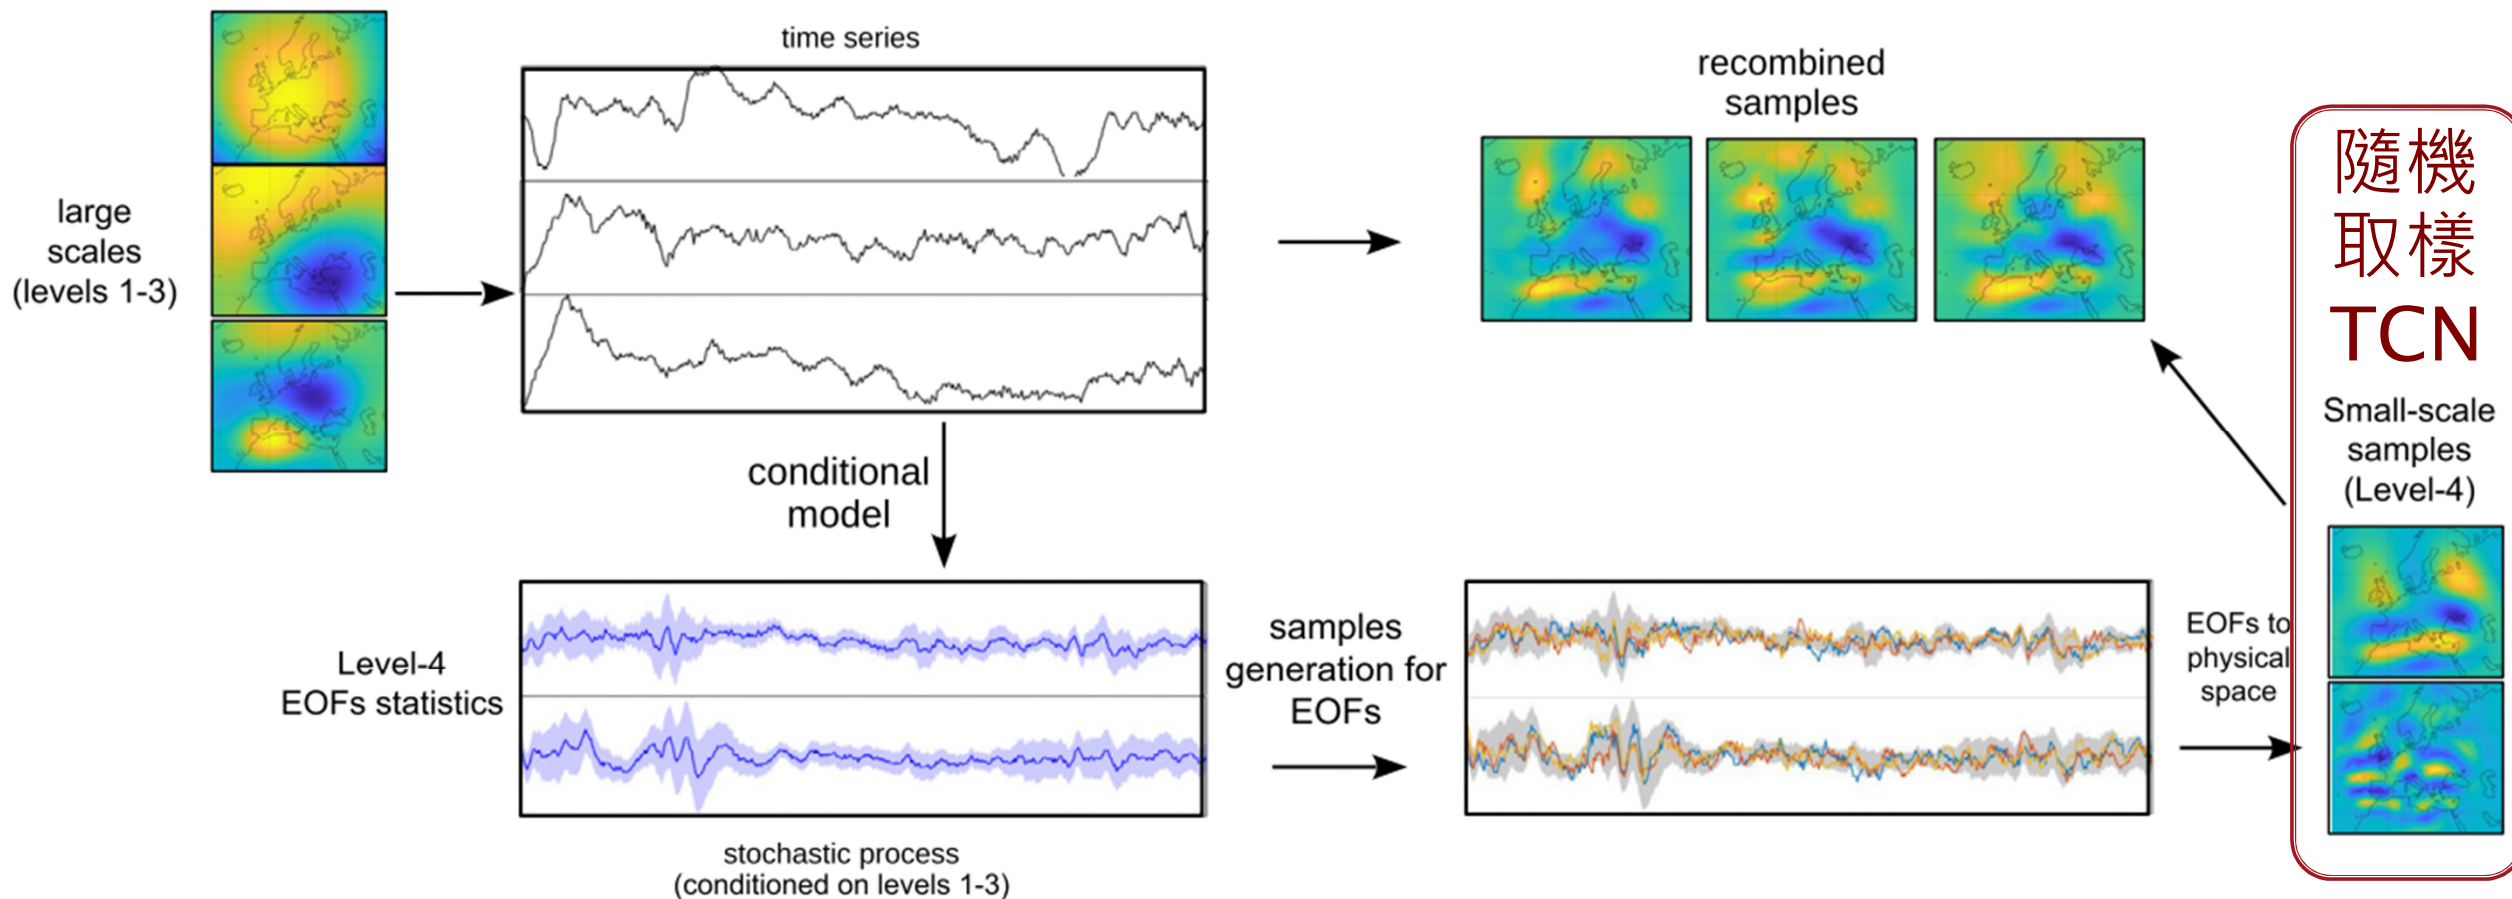 large
scales
(levels 1-3)
time series
recombined
samples
conditional
model
Level-4
EOFs statistics
stochastic process
(conditioned on levels 1-3)
samples
generation for
EOFs
EOFs to
physical
space
隨機
取樣
TCN
Small-scale
samples
(Level-4)